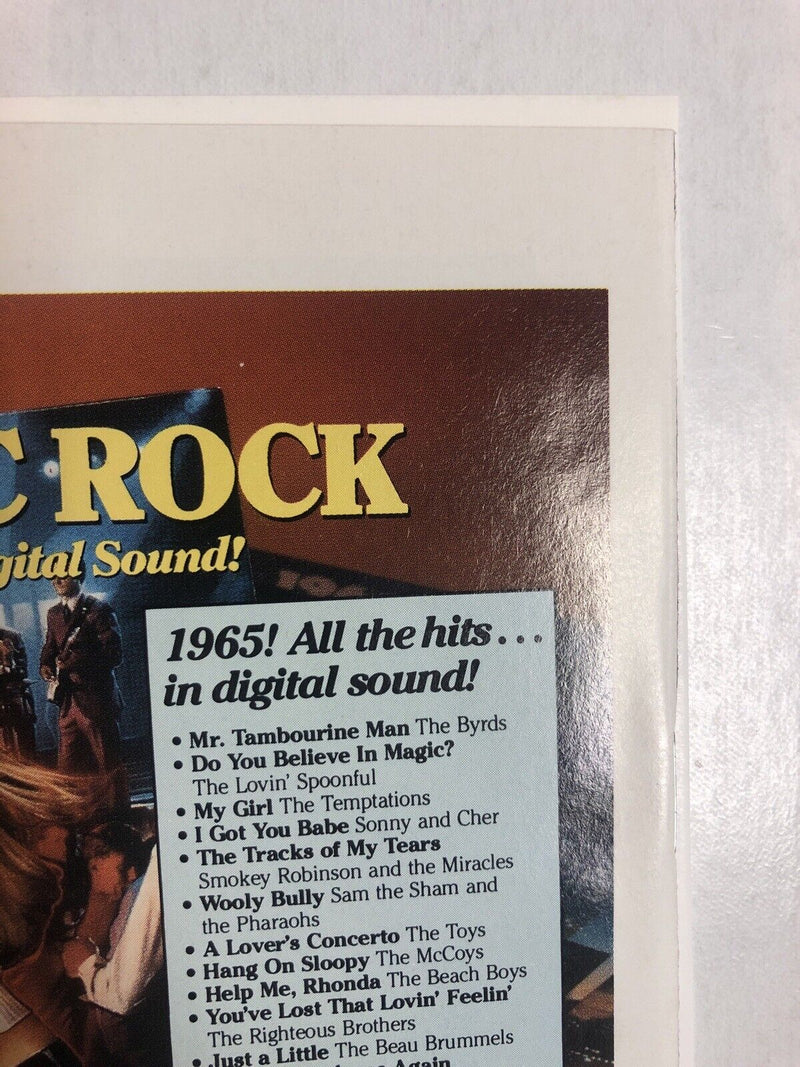 C ROCK
gital Sound!
1965! All the hits...
in digital sound!
• Mr. Tambourine Man The Byrds
• Do You Believe In Magic?
The Lovin' Spoonful
• My Girl The Temptations
• I Got You Babe Sonny and Cher
• The Tracks of My Tears
Smokey Robinson and the Miracles
• Wooly Bully Sam the Sham and
the Pharaohs
• A Lover's Concerto The Toys
• Hang On Sloopy The McCoys
• Help Me, Rhonda The Beach Boys
• You've Lost That Lovin' Feelin'
The Righteous Brothers
• Just a Little The Beau Brummels
Again